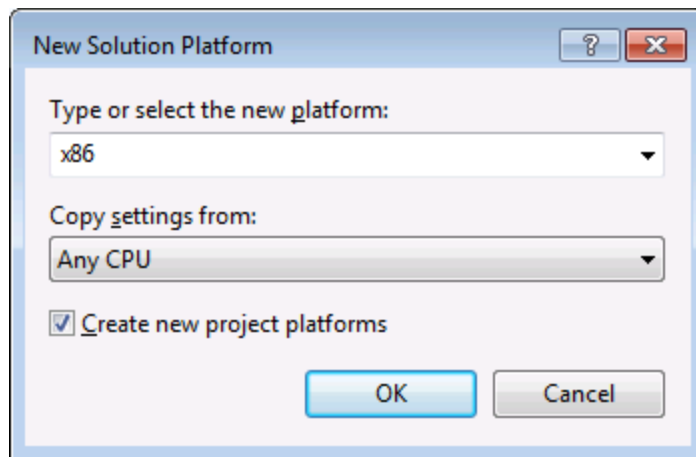 New Solution Platform
?
Type or select the new platform:
x86
Copy settings from:
Any CPU
Create new project platforms
OK
Cancel